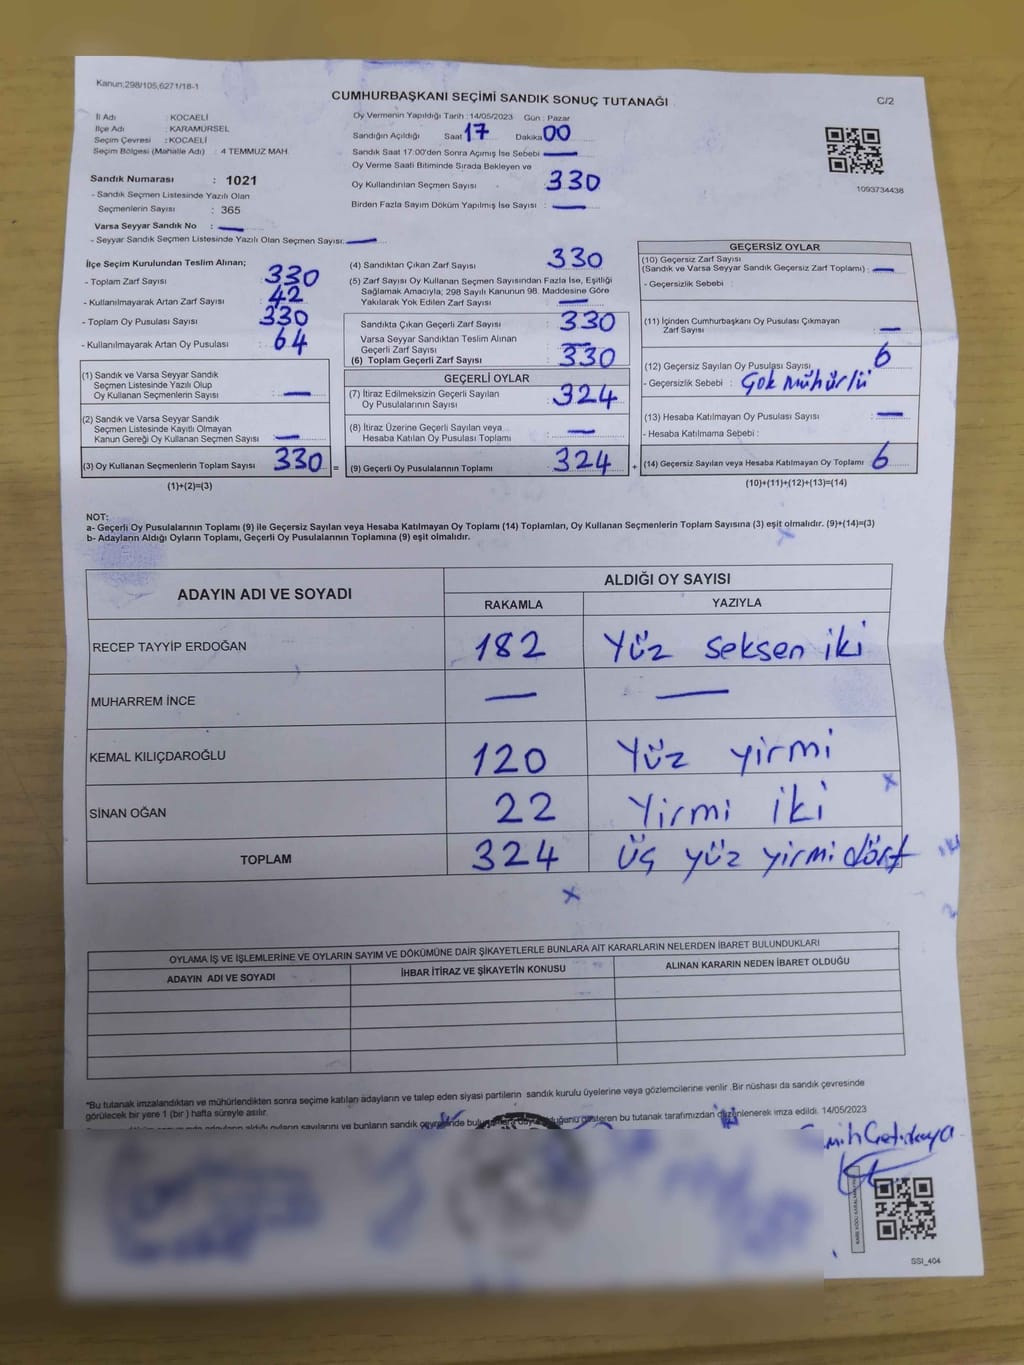 Kanun:298/105,6271/18-1
CUMHURBAŞKANI SEÇİMİ SANDIK SONUÇ TUTANAĞI
C/2
İl Adı : KOCAELİ
İlçe Adı : KARAMÜRSEL
Seçim Çevresi : KOCAELİ
Seçim Bölgesi (Mahalle Adı) : 4 TEMMUZ MAH.
Sandık Numarası : 1021
- Sandık Seçmen Listesinde Yazılı Olan
Seçmenlerin Sayısı : 365
Varsa Seyyar Sandık No : —
- Seyyar Sandık Seçmen Listesinde Yazılı Olan Seçmen Sayısı: —
Oy Vermenin Yapıldığı Tarih : 14/05/2023 Gün : Pazar
Sandığın Açıldığı Saat 17 Dakika 00
Sandık Saat 17:00'den Sonra Açımış İse Sebebi —
Oy Verme Saati Bitiminde Sırada Bekleyen ve
Oy Kullandırılan Seçmen Sayısı : 330
Birden Fazla Sayım Döküm Yapılmış İse Sayısı : —
1093734438
İlçe Seçim Kurulundan Teslim Alınan;
- Toplam Zarf Sayısı : 330
- Kullanılmayarak Artan Zarf Sayısı : 42
- Toplam Oy Pusulası Sayısı : 330
- Kullanılmayarak Artan Oy Pusulası : 64
(1) Sandık ve Varsa Seyyar Sandık
Seçmen Listesinde Yazılı Olup
Oy Kullanan Seçmenlerin Sayısı : —
(2) Sandık ve Varsa Seyyar Sandık
Seçmen Listesinde Kayıtlı Olmayan
Kanun Gereği Oy Kullanan Seçmen Sayısı : —
(3) Oy Kullanan Seçmenlerin Toplam Sayısı : 330 =
(1)+(2)=(3)
(4) Sandıktan Çıkan Zarf Sayısı : 330
(5) Zarf Sayısı Oy Kullanan Seçmen Sayısından Fazla İse, Eşitliği
Sağlamak Amacıyla; 298 Sayılı Kanunun 98. Maddesine Göre
Yakılarak Yok Edilen Zarf Sayısı : —
Sandıkta Çıkan Geçerli Zarf Sayısı : 330
Varsa Seyyar Sandıktan Teslim Alınan
Geçerli Zarf Sayısı :
(6) Toplam Geçerli Zarf Sayısı : 330
GEÇERLİ OYLAR
(7) İtiraz Edilmeksizin Geçerli Sayılan
Oy Pusulalarının Sayısı : 324
(8) İtiraz Üzerine Geçerli Sayılan veya
Hesaba Katılan Oy Pusulası Toplamı : —
(9) Geçerli Oy Pusulalarının Toplamı : 324 +
GEÇERSİZ OYLAR
(10) Geçersiz Zarf Sayısı
(Sandık ve Varsa Seyyar Sandık Geçersiz Zarf Toplamı) : —
- Geçersizlik Sebebi :
(11) İçinden Cumhurbaşkanı Oy Pusulası Çıkmayan
Zarf Sayısı : —
(12) Geçersiz Sayılan Oy Pusulası Sayısı : 6
- Geçersizlik Sebebi : Çok Mühürlü
(13) Hesaba Katılmayan Oy Pusulası Sayısı : —
- Hesaba Katılmama Sebebi :
(14) Geçersiz Sayılan veya Hesaba Katılmayan Oy Toplamı : 6
(10)+(11)+(12)+(13)=(14)
NOT:
a- Geçerli Oy Pusulalarının Toplamı (9) ile Geçersiz Sayılan veya Hesaba Katılmayan Oy Toplamı (14) Toplamları, Oy Kullanan Seçmenlerin Toplam Sayısına (3) eşit olmalıdır. (9)+(14)=(3)
b- Adayların Aldığı Oyların Toplamı, Geçerli Oy Pusulalarının Toplamına (9) eşit olmalıdır.
ADAYIN ADI VE SOYADI ALDIĞI OY SAYISI
RAKAMLA YAZIYLA
RECEP TAYYİP ERDOĞAN 182 Yüz seksen iki
MUHARREM İNCE — —
KEMAL KILIÇDAROĞLU 120 Yüz yirmi
SİNAN OĞAN 22 Yirmi iki
TOPLAM 324 üç yüz yirmi dört
OYLAMA İŞ VE İŞLEMLERİNE VE OYLARIN SAYIM VE DÖKÜMÜNE DAİR ŞİKAYETLERLE BUNLARA AİT KARARLARIN NELERDEN İBARET BULUNDUKLARI
ADAYIN ADI VE SOYADI İHBAR İTİRAZ VE ŞİKAYETİN KONUSU ALINAN KARARIN NEDEN İBARET OLDUĞU
*Bu tutanak imzalandıktan ve mühürlendikten sonra seçime katılan adayların ve talep eden siyasi partilerin sandık kurulu üyelerine veya gözlemcilerine verilir .Bir nüshası da sandık çevresinde
görülecek bir yere 1 (bir ) hafta süreyle asılır.
adayların aldığı oyların sayılarını ve bunların sandık çevresinde gösteren bu tutanak tarafımızdan düzenlenerek imza edildi. 14/05/2023
SSI_404